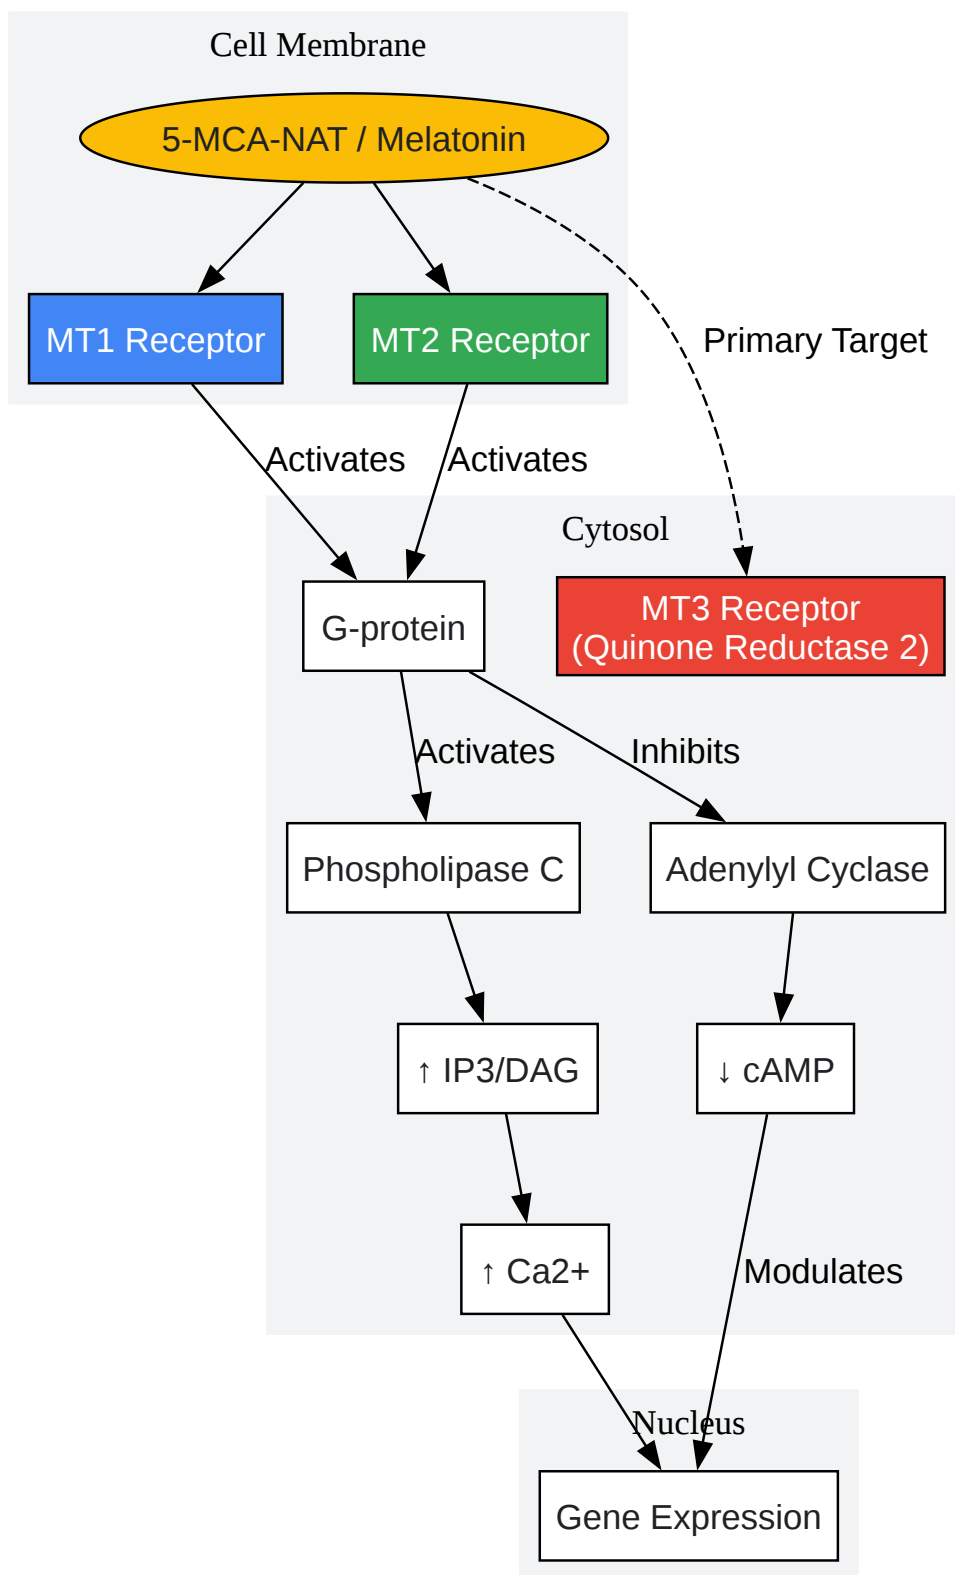 Cell Membrane
5-MCA-NAT / Melatonin
MT1 Receptor
MT2 Receptor
Primary Target
Activates
Activates
Cytosol
G-protein
MT3 Receptor
(Quinone Reductase 2)
Activates
Inhibits
Phospholipase C
Adenylyl Cyclase
↑ IP3/DAG
↓ cAMP
↑ Ca2+
Modulates
Nucleus
Gene Expression